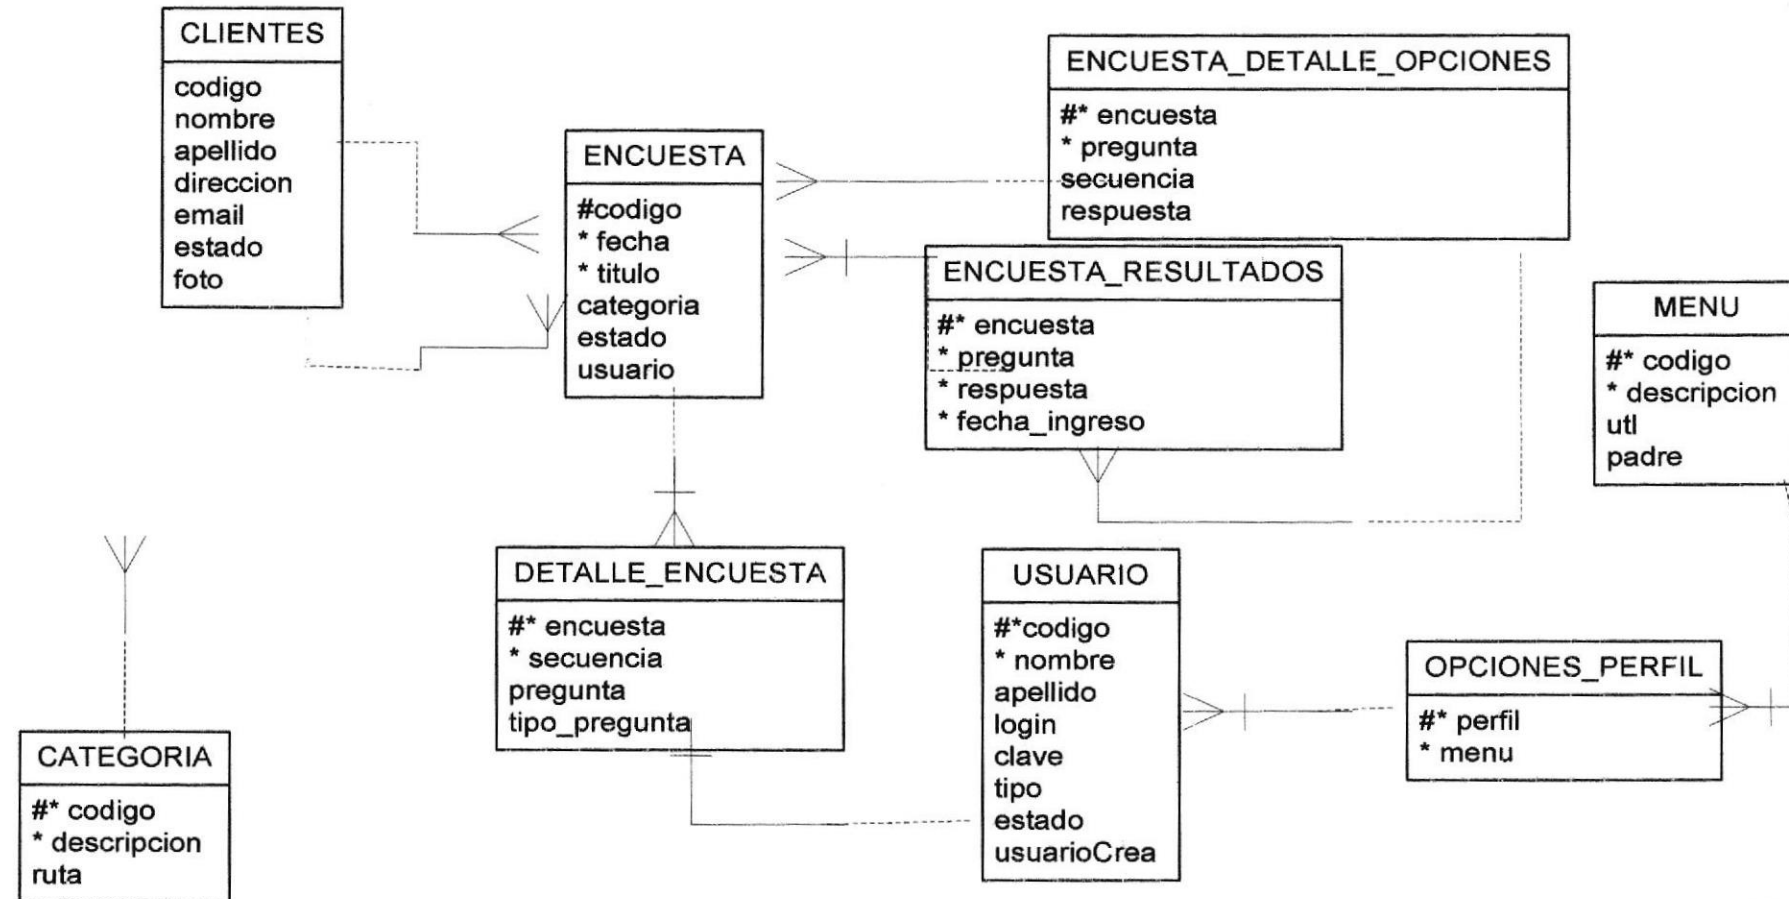 CLIENTES
codigo
nombre
apellido
direccion
email
estado
foto
ENCUESTA
#codigo
* fecha
* titulo
categoria
estado
usuario
ENCUESTA_DETALLE_OPCIONES
#* encuesta
* pregunta
secuencia
respuesta
ENCUESTA_RESULTADOS
#* encuesta
* pregunta
* respuesta
* fecha_ingreso
MENU
#* codigo
* descripcion
utl
padre
DETALLE_ENCUESTA
#* encuesta
* secuencia
pregunta
tipo_pregunta
USUARIO
#*codigo
* nombre
apellido
login
clave
tipo
estado
usuarioCrea
OPCIONES_PERFIL
#* perfil
* menu
CATEGORIA
#* codigo
* descripcion
ruta